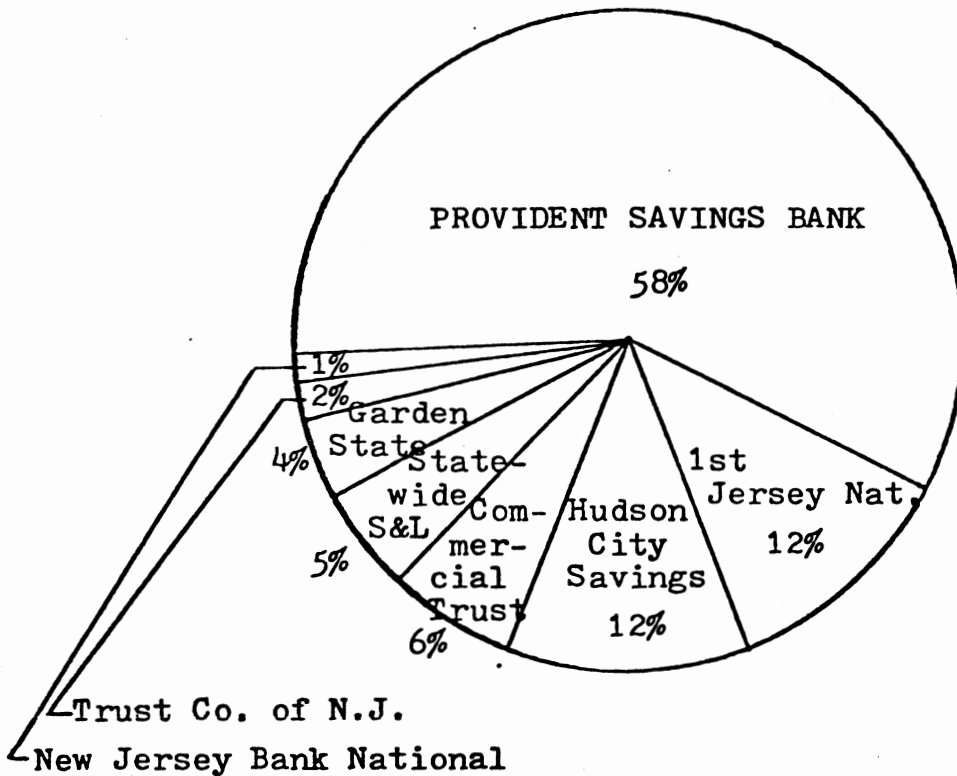 PROVIDENT SAVINGS BANK
58%
1%
2%
Garden
State
4%
State-
wide
S&L
5%
Com-
mer-
cial
Trust
6%
Hudson
City
Savings
12%
1st
Jersey Nat.
12%
Trust Co. of N.J.
New Jersey Bank National